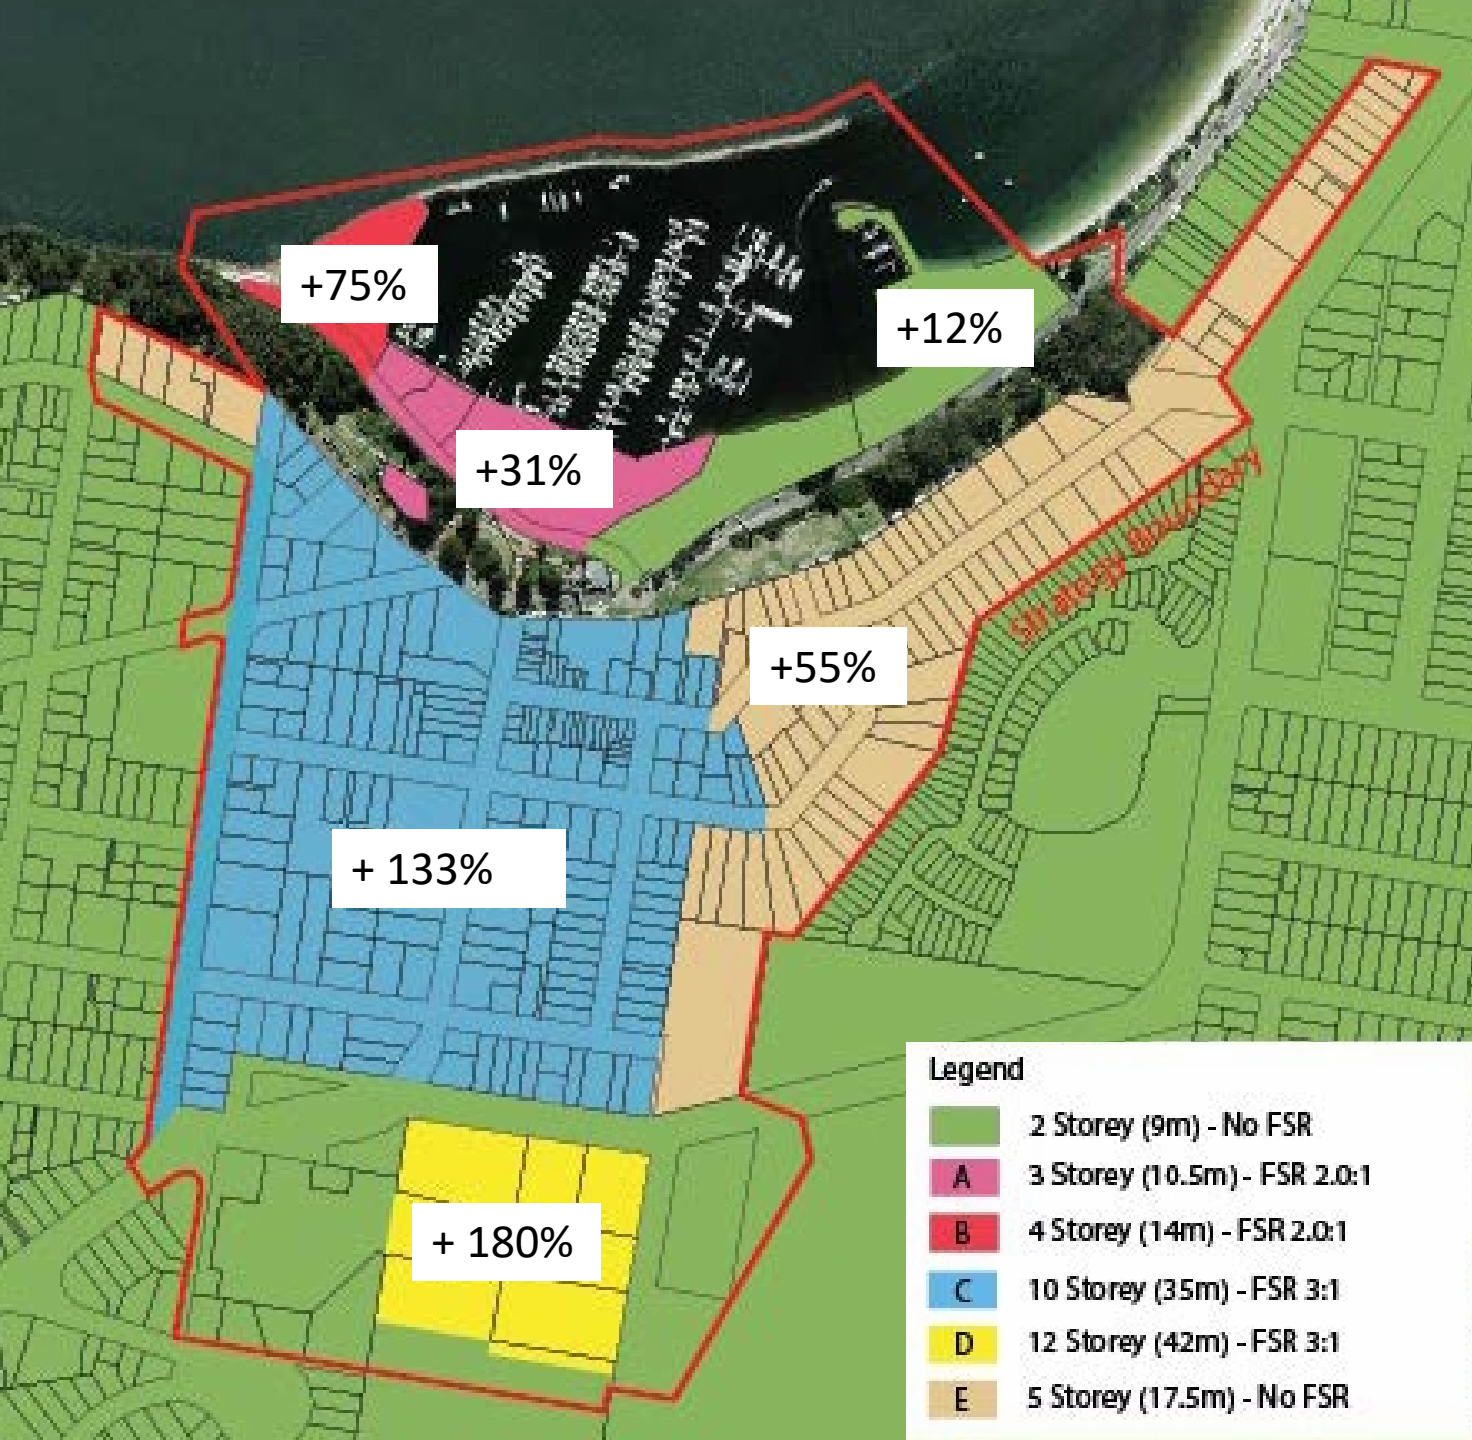 +75%
+12%
+31%
Strategy Boundary
+55%
+ 133%
+ 180%
Legend
2 Storey (9m) - No FSR
A 3 Storey (10.5m) - FSR 2.0:1
B 4 Storey (14m) - FSR 2.0:1
C 10 Storey (35m) - FSR 3:1
D 12 Storey (42m) - FSR 3:1
E 5 Storey (17.5m) - No FSR